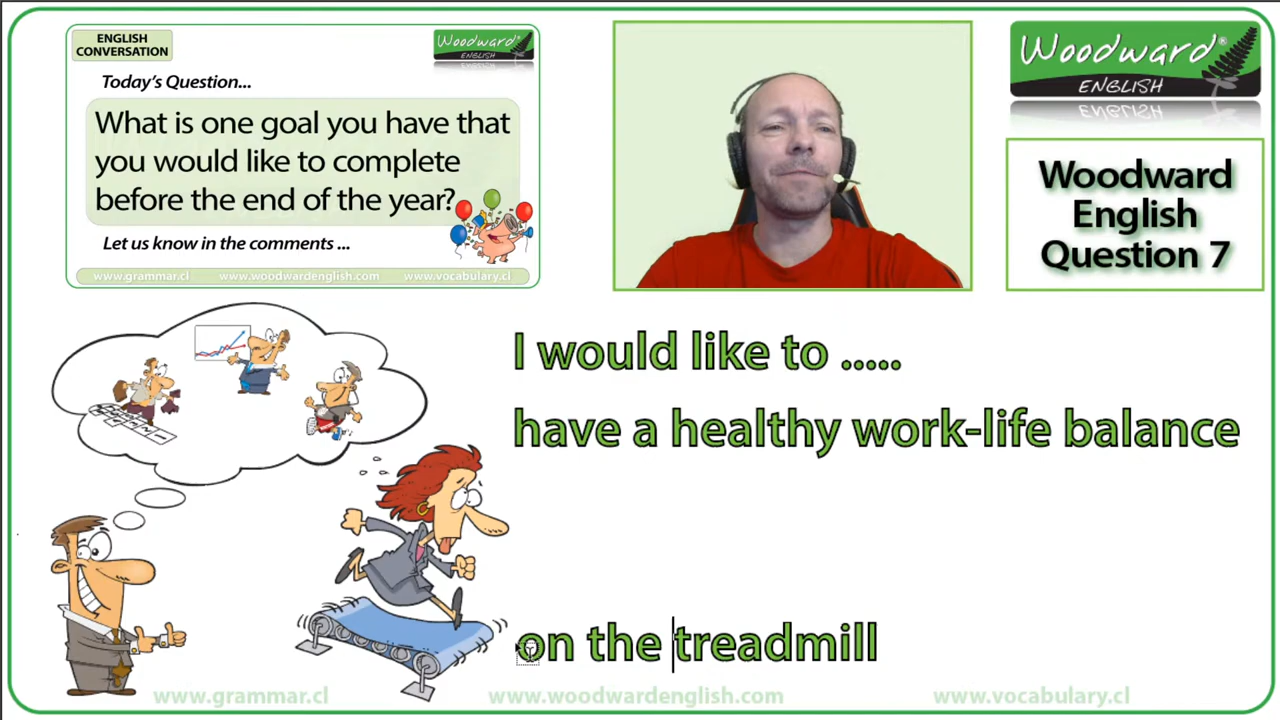 ENGLISH
CONVERSATION
Woodward
ENGLISH
Today's Question...
What is one goal you have that
you would like to complete
before the end of the year?
Let us know in the comments ...
www.grammar.cl www.woodwardenglish.com www.vocabulary.cl
Woodward®
ENGLISH
Woodward
English
Question 7
I would like to .....
have a healthy work-life balance
on the treadmill
www.grammar.cl www.woodwardenglish.com www.vocabulary.cl